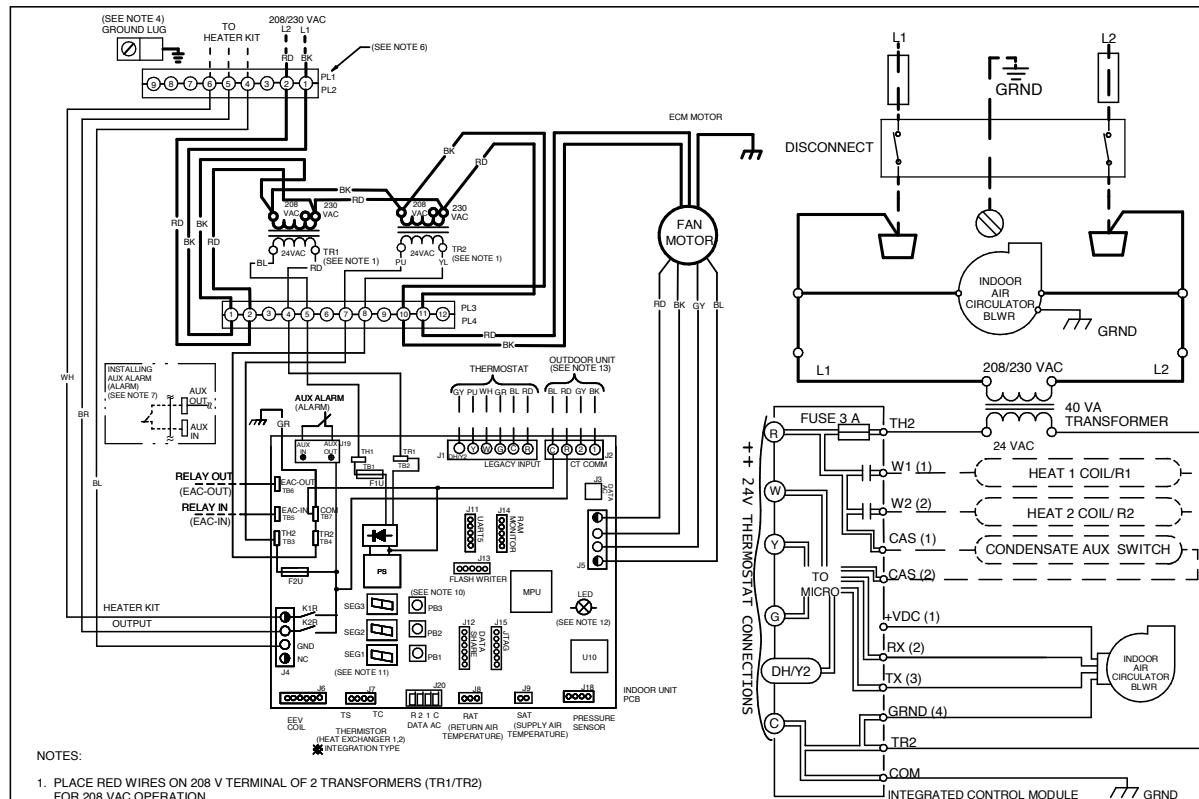 (SEE NOTE 4)
GROUND LUG
TO
HEATER KIT
208/230 VAC
L2 L1
RD BK
(SEE NOTE 6)
9 8 7 6 5 4 3 2 1
PL1
PL2
ECM MOTOR
BK
RD
BK
RD
208
VAC
230
VAC
208
VAC
230
VAC
24VAC
TR1
(SEE NOTE 1)
24VAC
TR2
(SEE NOTE 1)
BL
RD
PU
YL
RD
BK
BK
RD
FAN
MOTOR
RD BK GY BL
1 2 3 4 5 6 7 8 9 10 11 12
PL3
PL4
RD
BK
WH
BR
BL
INSTALLING
AUX ALARM
(ALARM)
(SEE NOTE 7)
AUX
OUT
AUX
IN
AUX ALARM
(ALARM)
GR
THERMOSTAT
GY PU WH GR BL RD
OUTDOOR UNIT
(SEE NOTE 13)
BL RD GY BK
AUX
IN
AUX
OUT
J19
TH1
TB1
F1U
TR1
TB2
J1
DH/Y2
Y W G C R
LEGACY INPUT
C R 2 1
J2
CT COMM
RELAY OUT
(EAC-OUT)
EAC-OUT
TB6
RELAY IN
(EAC-IN)
EAC-IN
TB5
COM
TB7
TH2
TB3
TR2
TB4
F2U
PS
J11
UART5
J14
RAM
MONITOR
J13
FLASH WRITER
J3
DATA
AC
J5
MPU
LED
(SEE NOTE 12)
U10
HEATER KIT
OUTPUT
K1R
K2R
GND
NC
J4
SEG3
SEG2
SEG1
(SEE NOTE 11)
(SEE NOTE 10)
PB3
PB2
PB1
J12
DATA
SHARE
J15
JTAG
J6
EEV
COIL
J7
TS TC
THERMISTOR
(HEAT EXCHANGER 1,2)
INTEGRATION TYPE
J20
R 2 1 C
DATA AC
J8
RAT
(RETURN AIR
TEMPERATURE)
J9
SAT
(SUPPLY AIR
TEMPERATURE)
J18
PRESSURE
SENSOR
INDOOR UNIT
PCB
NOTES:
1. PLACE RED WIRES ON 208 V TERMINAL OF 2 TRANSFORMERS (TR1/TR2)
FOR 208 VAC OPERATION
L1
L2
GRND
DISCONNECT
INDOOR
AIR
CIRCULATOR
BLWR
GRND
L1
208/230 VAC
L2
40 VA
TRANSFORMER
24 VAC
++ 24V THERMOSTAT CONNECTIONS
R
W
Y
G
DH/Y2
C
FUSE 3 A
TH2
W1 (1)
HEAT 1 COIL/R1
W2 (2)
HEAT 2 COIL/ R2
CAS (1)
CONDENSATE AUX SWITCH
CAS (2)
TO
MICRO
+VDC (1)
RX (2)
TX (3)
GRND (4)
INDOOR
AIR
CIRCULATOR
BLWR
TR2
COM
INTEGRATED CONTROL MODULE
GRND